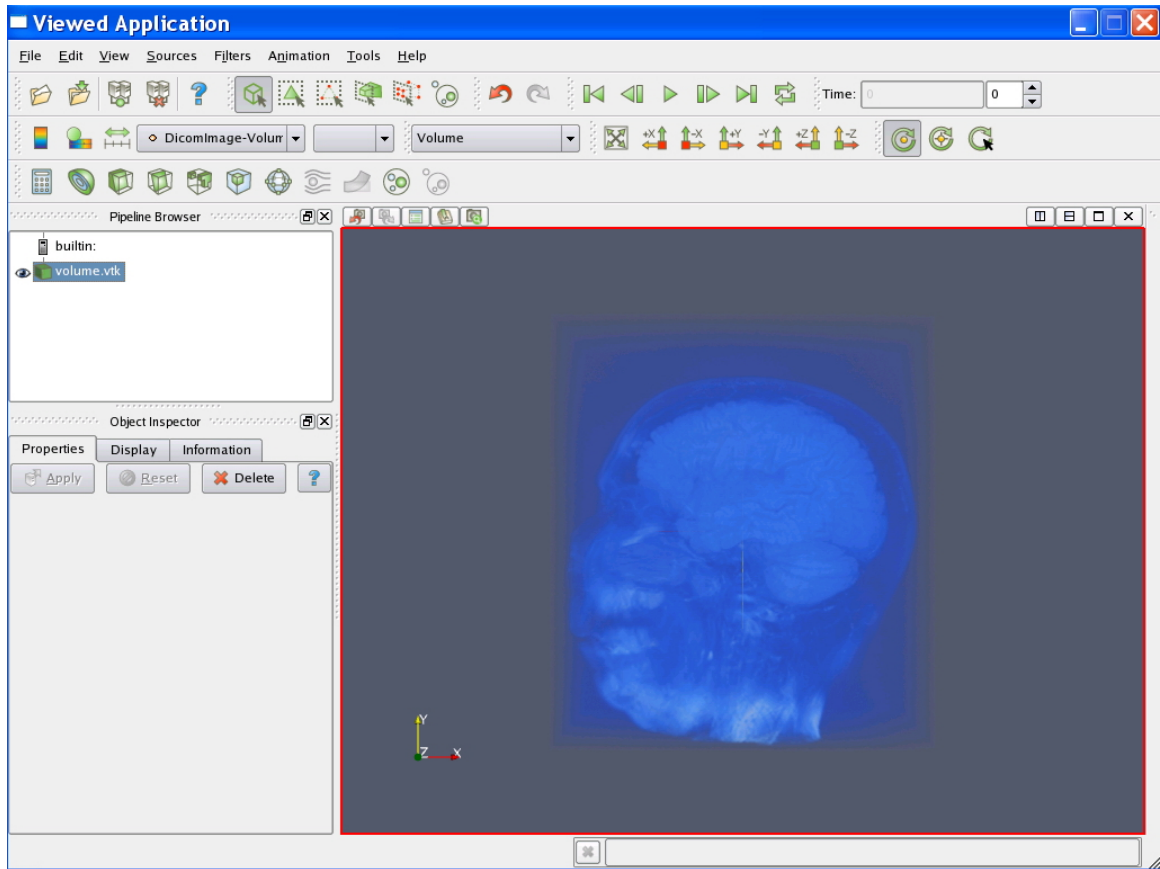 Viewed Application
File Edit View Sources Filters Animation Tools Help
? Time: 0 0
DicomImage-Volum Volume +X -X +Y -Y +Z -Z
Pipeline Browser
builtin:
volume.vtk
Object Inspector
Properties Display Information
Apply Reset Delete ?
Y
Z X